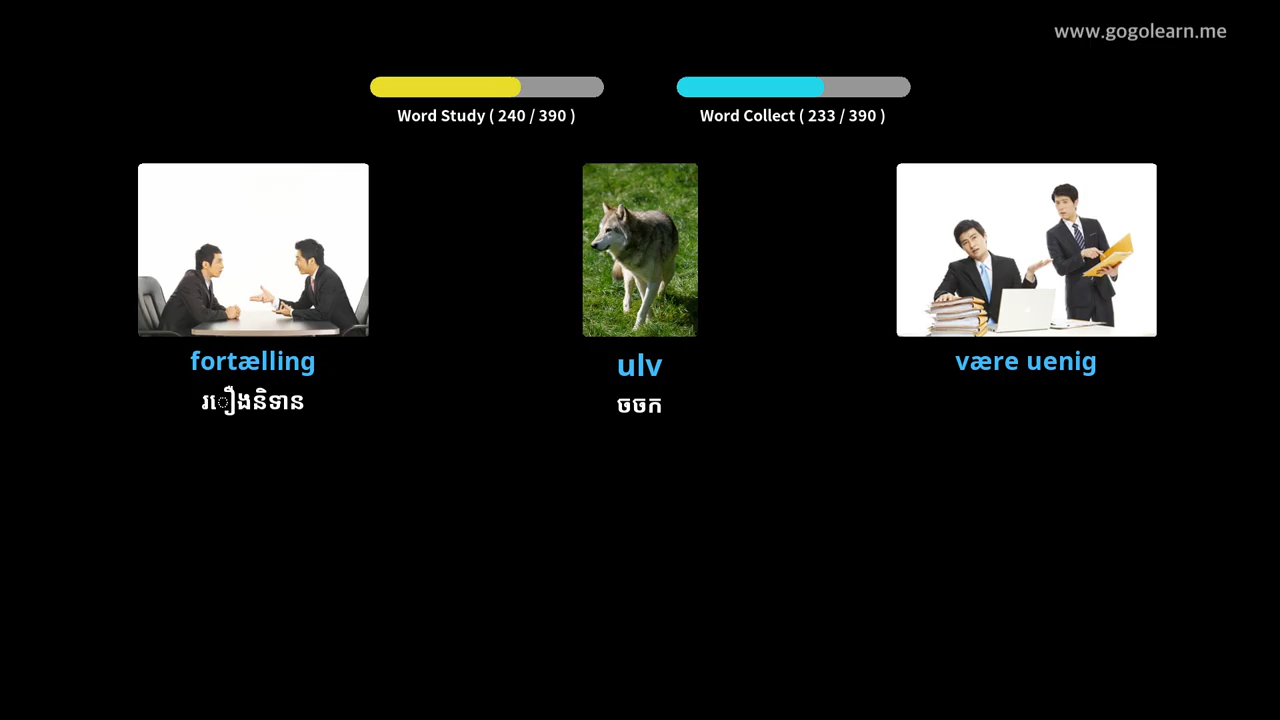 www.gogolearn.me
Word Study ( 240 / 390 )
Word Collect ( 233 / 390 )
fortælling
រឿងនិទាន
ulv
ចចក
være uenig